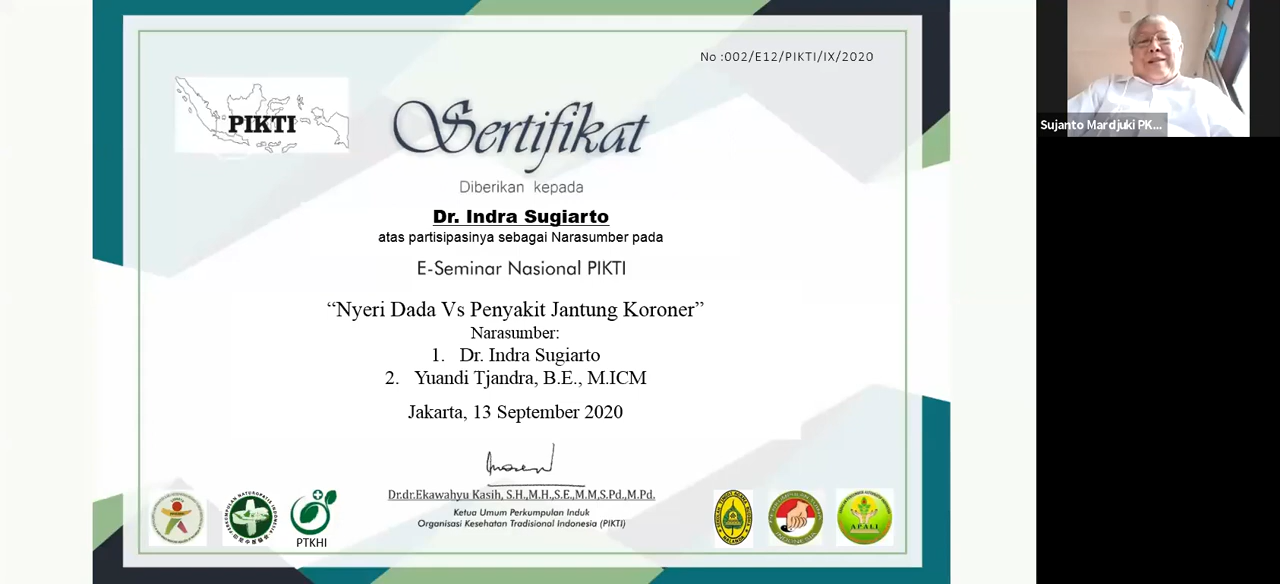 No :002/E12/PIKTI/IX/2020
PIKTI
Sertifikat
Diberikan kepada
Dr. Indra Sugiarto
atas partisipasinya sebagai Narasumber pada
E-Seminar Nasional PIKTI
“Nyeri Dada Vs Penyakit Jantung Koroner”
Narasumber:
1. Dr. Indra Sugiarto
2. Yuandi Tjandra, B.E., M.ICM
Jakarta, 13 September 2020
Dr.dr.Ekawahyu Kasih, S.H.,M.H.,S.E.,M.M.S.Pd.,M.Pd.
Ketua Umum Perkumpulan Induk
Organisasi Kesehatan Tradisional Indonesia (PIKTI)
PTKHI
Sujanto Mardjuki PK...